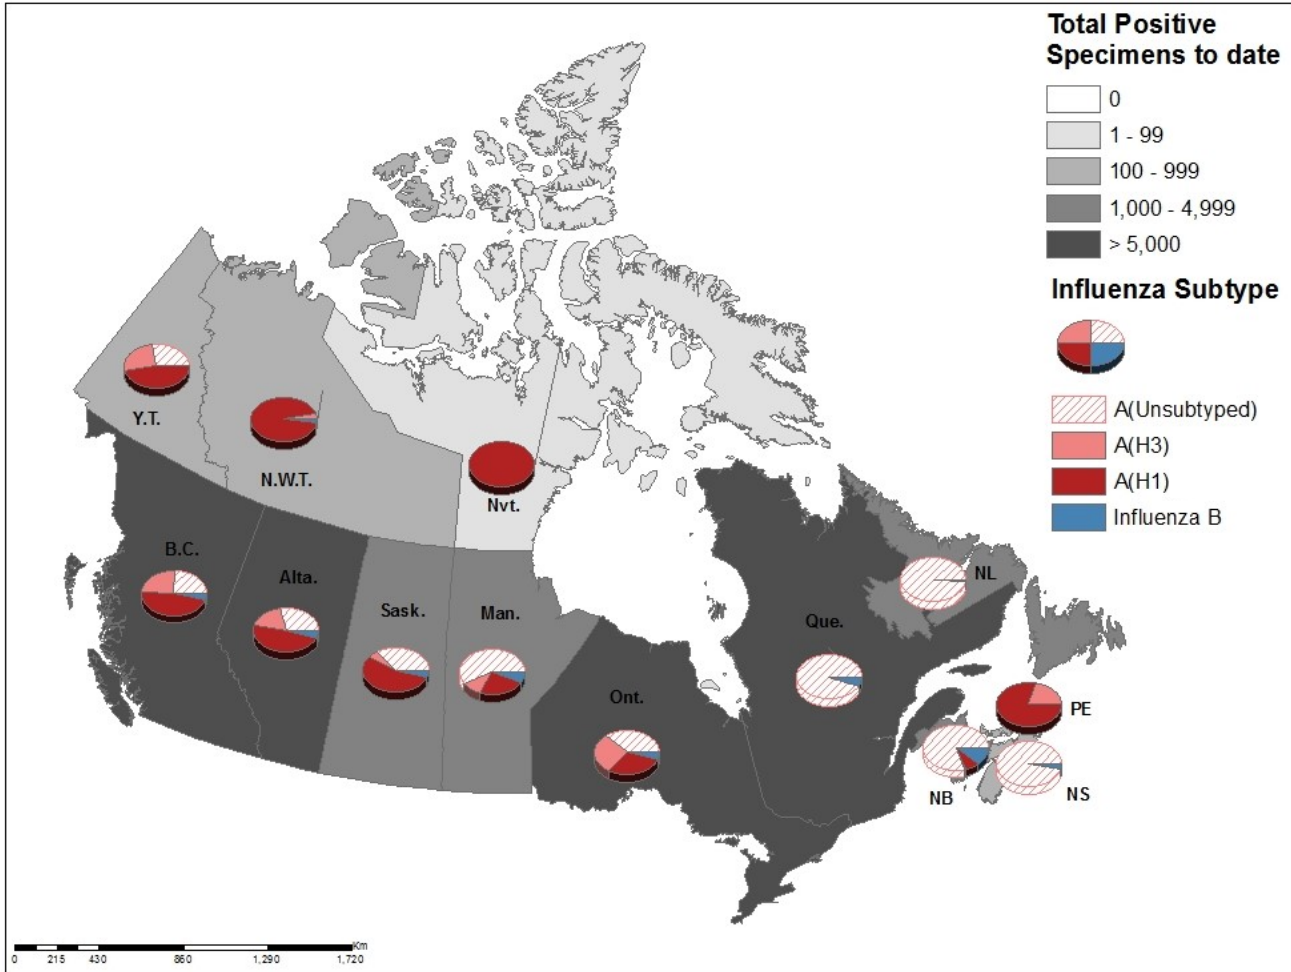 Total Positive
Specimens to date
0
1 - 99
100 - 999
1,000 - 4,999
> 5,000
Influenza Subtype
A(Unsubtyped)
A(H3)
A(H1)
Influenza B
Y.T.
N.W.T.
Nvt.
B.C.
Alta.
Sask.
Man.
Ont.
Que.
NL
PE
NB
NS
Km
0 215 430 860 1,290 1,720